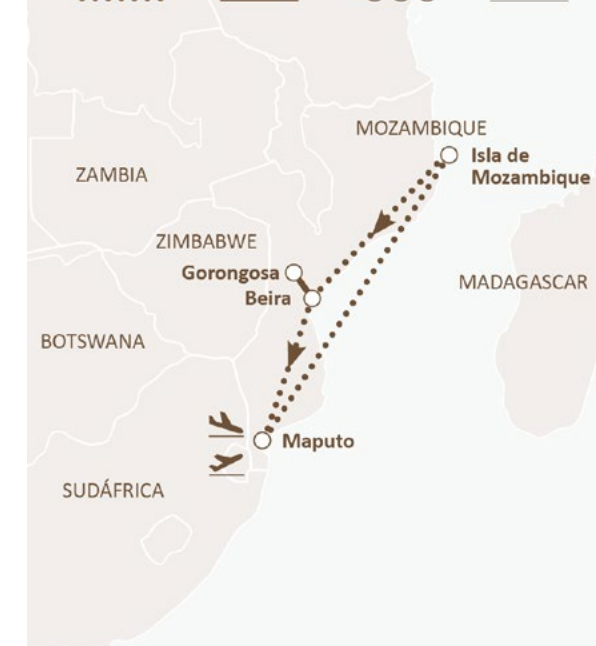 MOZAMBIQUE
Isla de
Mozambique
ZAMBIA
ZIMBABWE
Gorongosa
Beira
MADAGASCAR
BOTSWANA
Maputo
SUDÁFRICA